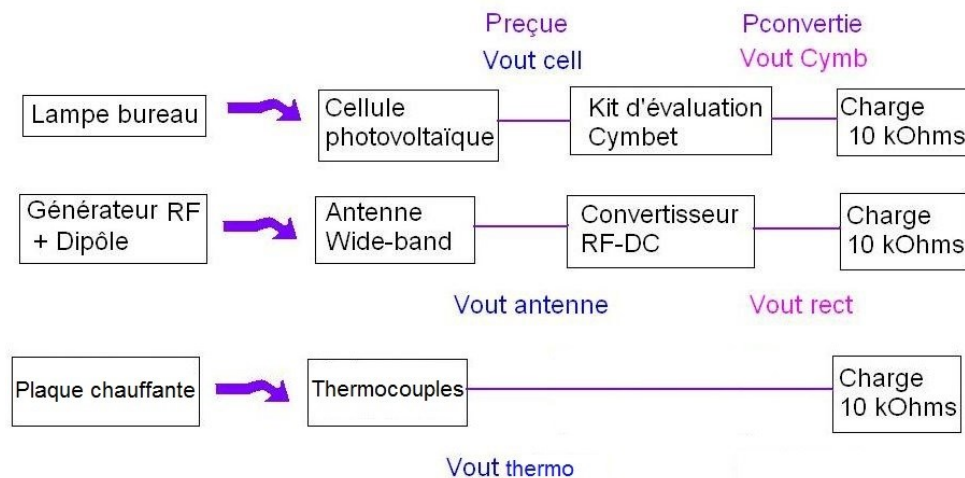 Preçue
Pconvertie
Vout cell
Vout Cymb
Lampe bureau
Cellule
photovoltaïque
Kit d'évaluation
Cymbet
Charge
10 kOhms
Générateur RF
+ Dipôle
Antenne
Wide-band
Convertisseur
RF-DC
Charge
10 kOhms
Vout antenne
Vout rect
Plaque chauffante
Thermocouples
Charge
10 kOhms
Vout thermo